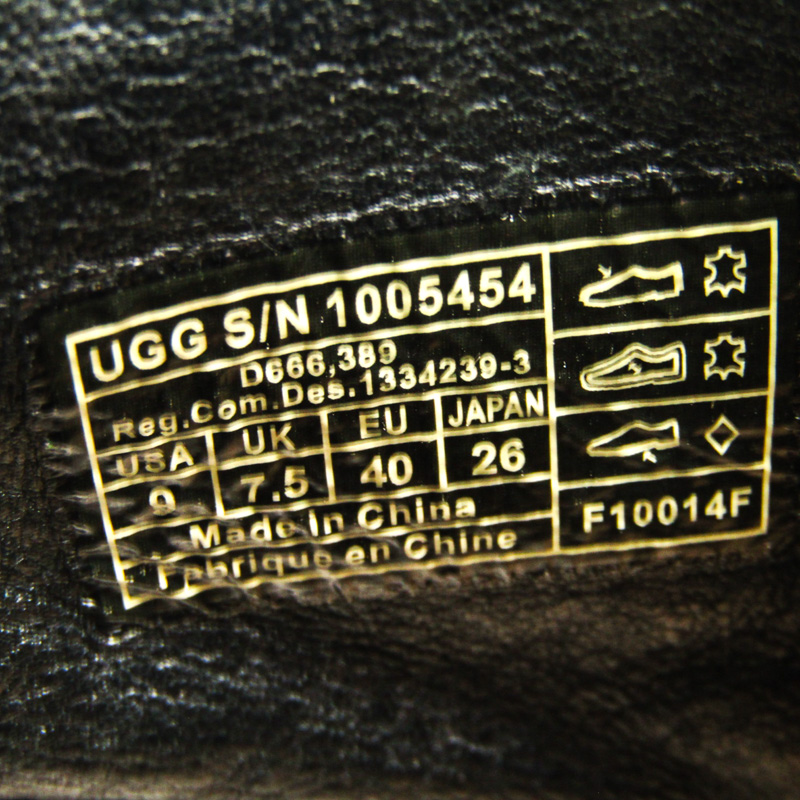 UGG S/N 1005454
D666,389
Reg.Com.Des.1334239-3
USA UK EU JAPAN
9 7.5 40 26
Made in China
Fabrique en Chine
F10014F